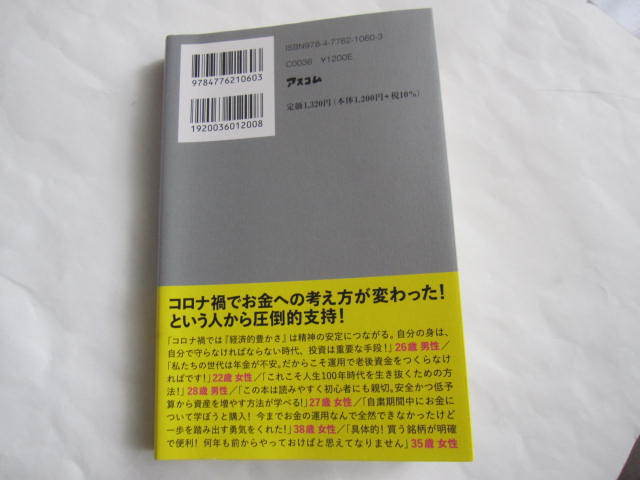 ISBN978-4-7762-1060-3
C0036 ¥1200E
アスコム
定価1,320円(本体1,200円+税10%)
9784776210603
1920036012008
コロナ禍でお金への考え方が変わった!
という人から圧倒的支持!
「コロナ禍では『経済的豊かさ』は精神の安定につながる。自分の身は、
自分で守らなければならない時代、投資は重要な手段!」26歳 男性/
「私たちの世代は年金が不安。だからこそ運用で老後資金をつくらなく
ければです!」22歳 女性/「これこそ人生100年時代を生き抜くための方
法!」28歳 男性/「この本は読みやすく初心者にも親切。安全かつ低予
算から資産を増やす方が学べる!」27歳 女性/「自粛期間中にお金に
ついて学ぼうと購入! 今までお金の運用なんで全然できなかったけど
一歩を踏み出す勇気をくれた!」38歳 女性/「具体的! 買う銘柄が明確
で便利! 何年も前からやっておけばと思えてなりません」35歳 女性